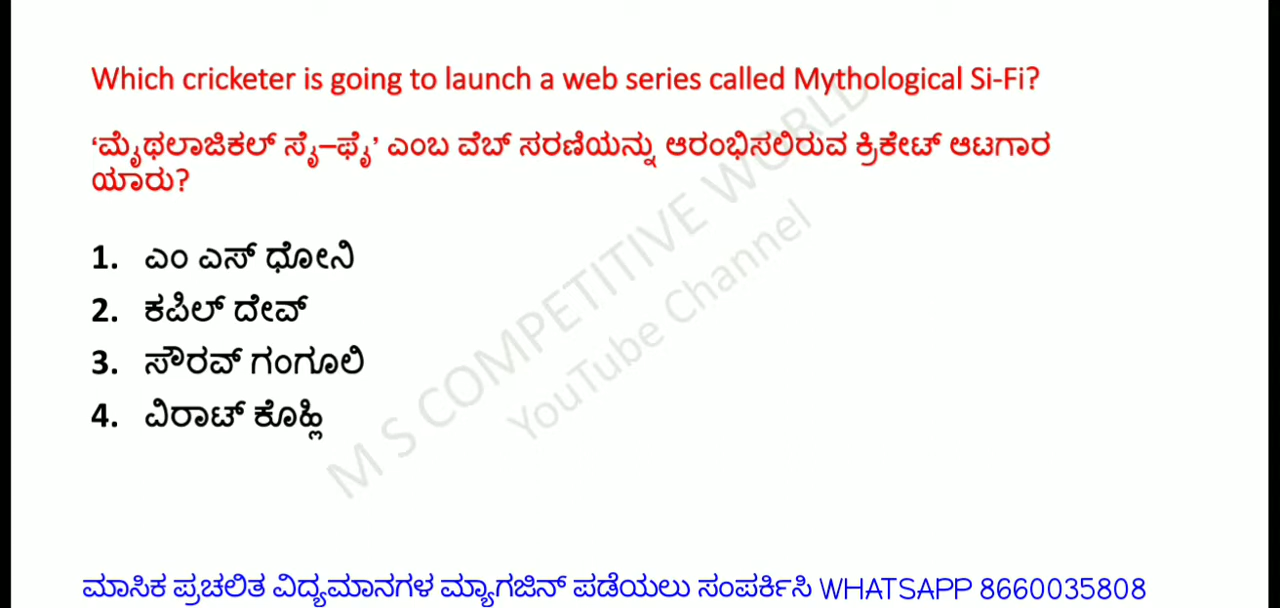 Which cricketer is going to launch a web series called Mythological Si-Fi?
‘ಮೈಥಲಾಜಿಕಲ್ ಸೈ–ಫೈ’ ಎಂಬ ವೆಬ್ ಸರಣಿಯನ್ನು ಆರಂಭಿಸಲಿರುವ ಕ್ರಿಕೇಟ್ ಆಟಗಾರ
ಯಾರು?
1. ಎಂ ಎಸ್ ಧೋನಿ
2. ಕಪಿಲ್ ದೇವ್
3. ಸೌರವ್ ಗಂಗೂಲಿ
4. ವಿರಾಟ್ ಕೊಹ್ಲಿ
M S COMPETITIVE WORLD
YouTube Channel
ಮಾಸಿಕ ಪ್ರಚಲಿತ ವಿದ್ಯಮಾನಗಳ ಮ್ಯಾಗಜಿನ್ ಪಡೆಯಲು ಸಂಪರ್ಕಿಸಿ WHATSAPP 8660035808